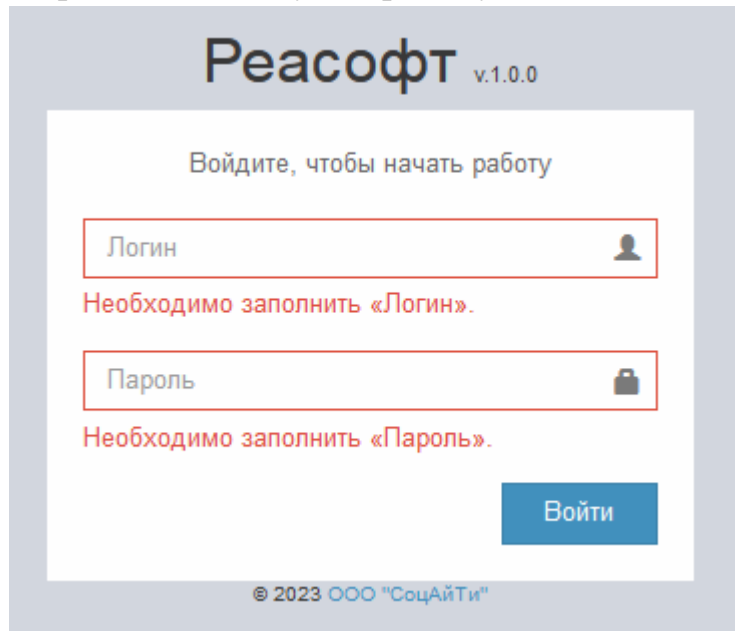 Реасофт v.1.0.0
Войдите, чтобы начать работу
Логин
Необходимо заполнить «Логин».
Пароль
Необходимо заполнить «Пароль».
Войти
© 2023 ООО "СоцАйТи"